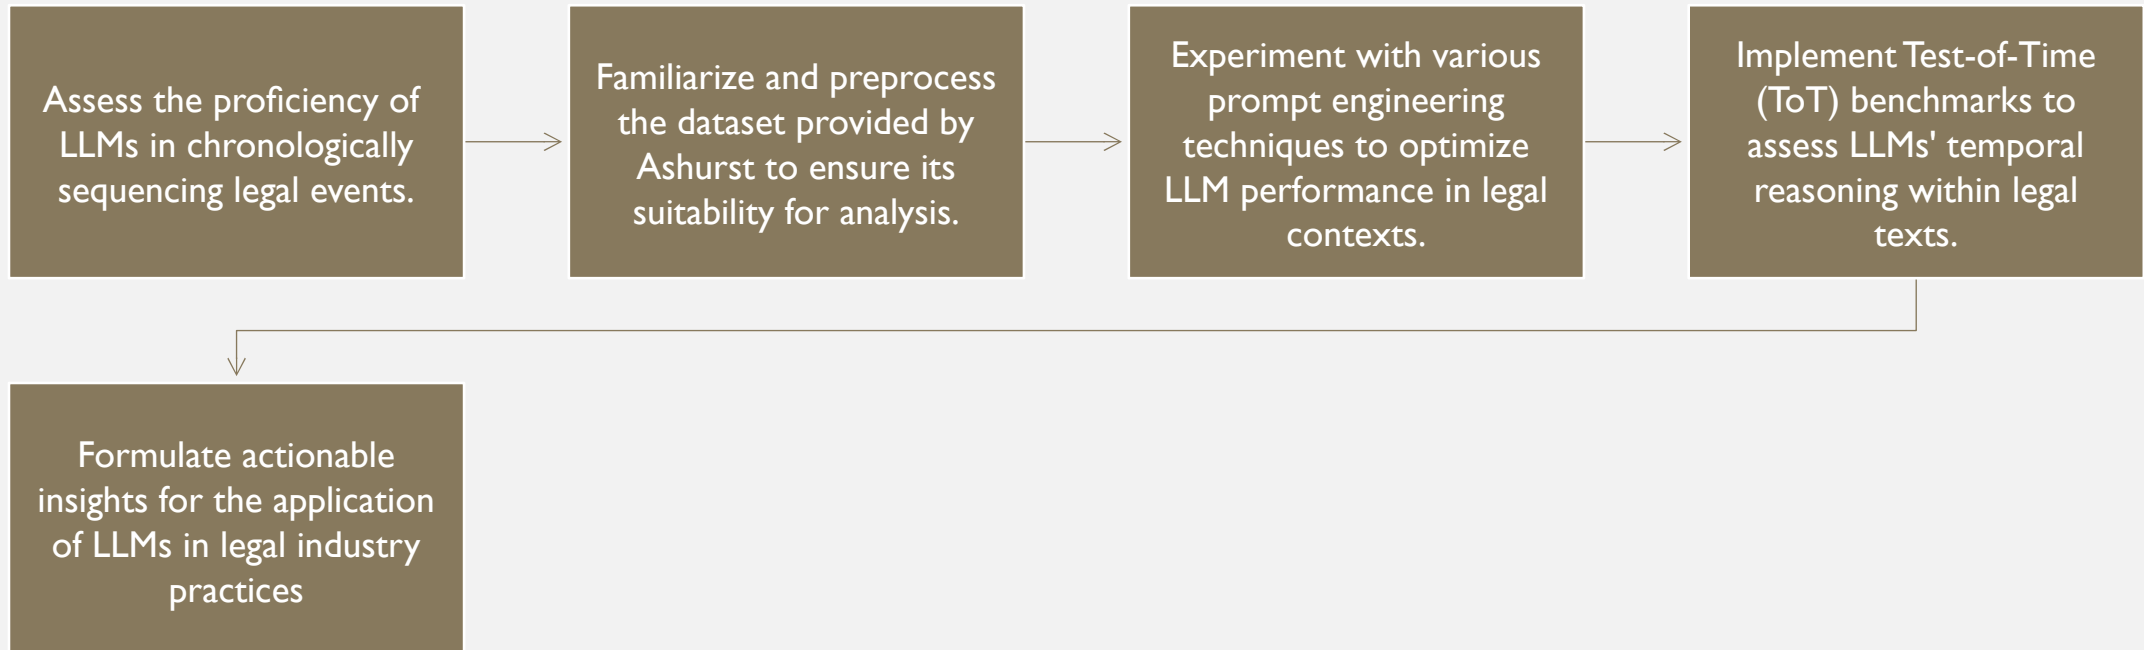 Assess the proficiency of
LLMs in chronologically
sequencing legal events.
Familiarize and preprocess
the dataset provided by
Ashurst to ensure its
suitability for analysis.
Experiment with various
prompt engineering
techniques to optimize
LLM performance in legal
contexts.
Implement Test-of-Time
(ToT) benchmarks to
assess LLMs' temporal
reasoning within legal
texts.
Formulate actionable
insights for the application
of LLMs in legal industry
practices